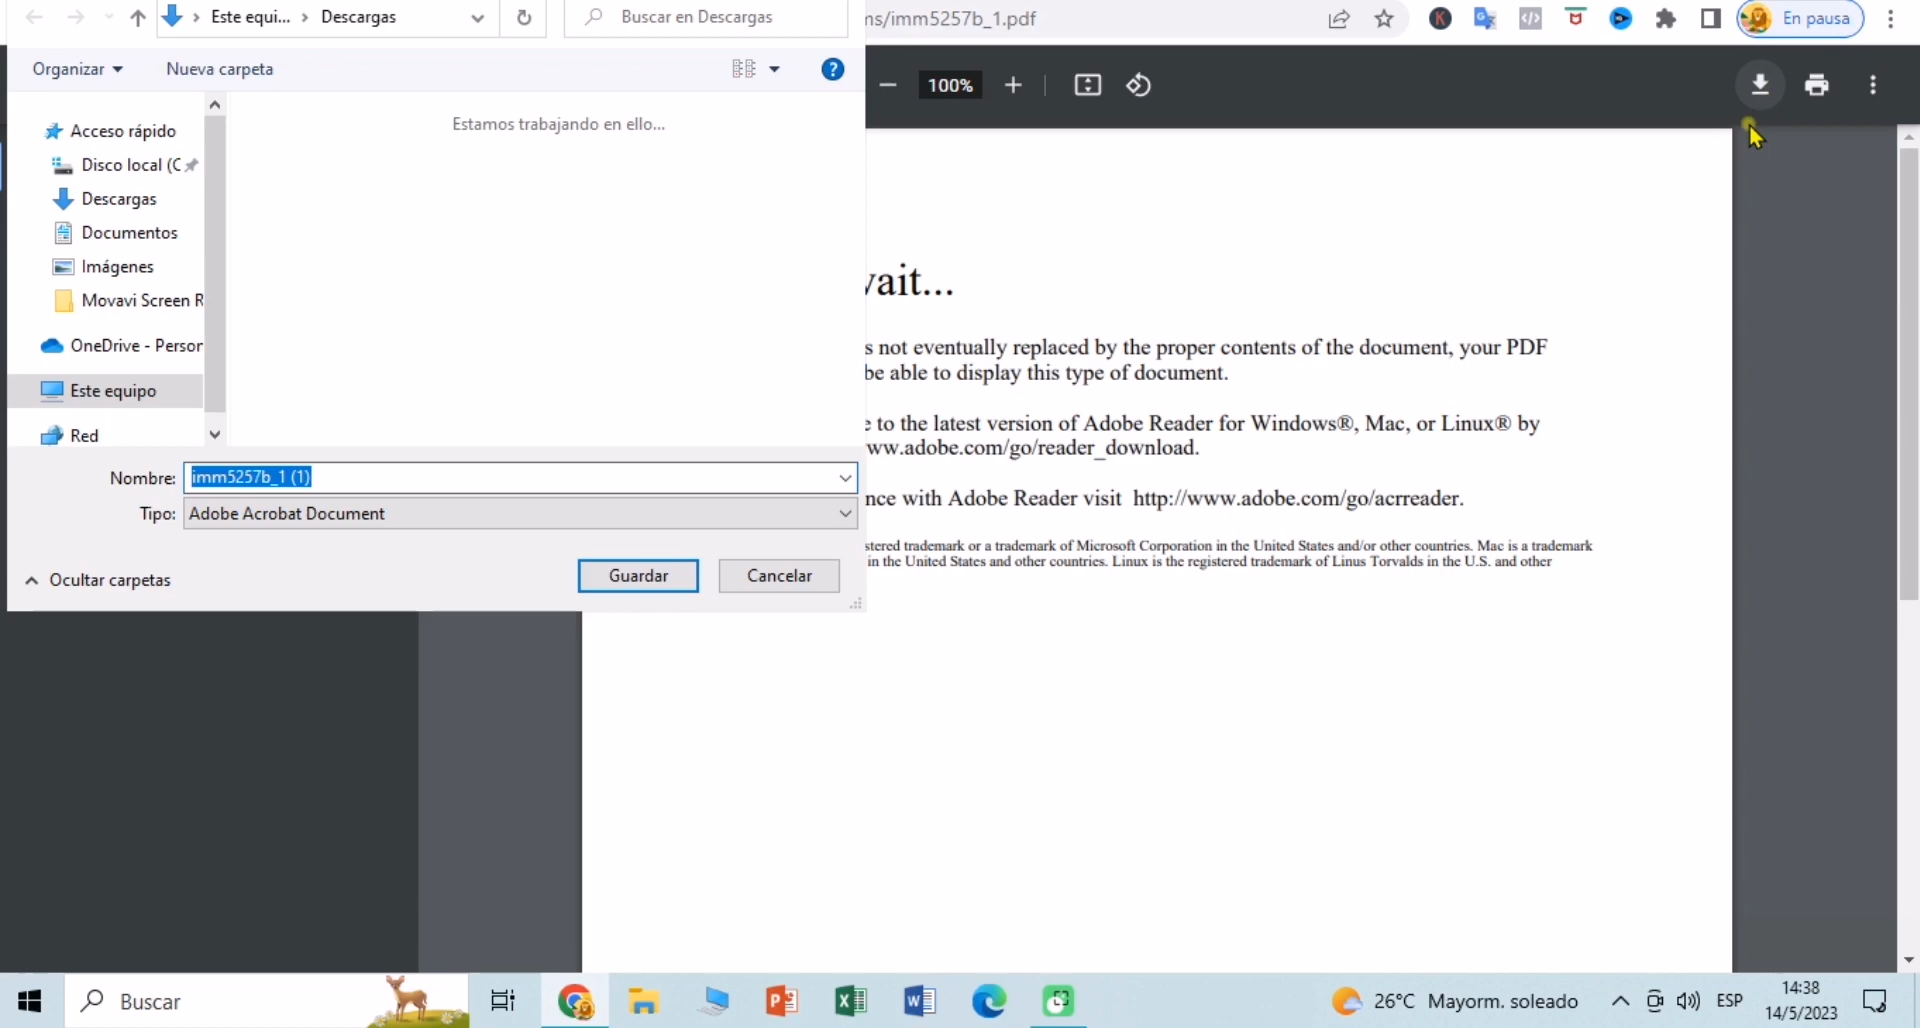 Este equi... › Descargas
Buscar en Descargas
ns/imm5257b_1.pdf
En pausa
Organizar
Nueva carpeta
100%
Acceso rápido
Disco local (C
Descargas
Documentos
Imágenes
Movavi Screen R
OneDrive - Person
Este equipo
Red
Estamos trabajando en ello...
vait...
s not eventually replaced by the proper contents of the document, your PDF
be able to display this type of document.
e to the latest version of Adobe Reader for Windows®, Mac, or Linux® by
ww.adobe.com/go/reader_download.
nce with Adobe Reader visit http://www.adobe.com/go/acrreader.
stered trademark or a trademark of Microsoft Corporation in the United States and/or other countries. Mac is a trademark
in the United States and other countries. Linux is the registered trademark of Linus Torvalds in the U.S. and other
Nombre: imm5257b_1 (1)
Tipo: Adobe Acrobat Document
Ocultar carpetas
Guardar
Cancelar
Buscar
26°C Mayorm. soleado
ESP
14:38
14/5/2023